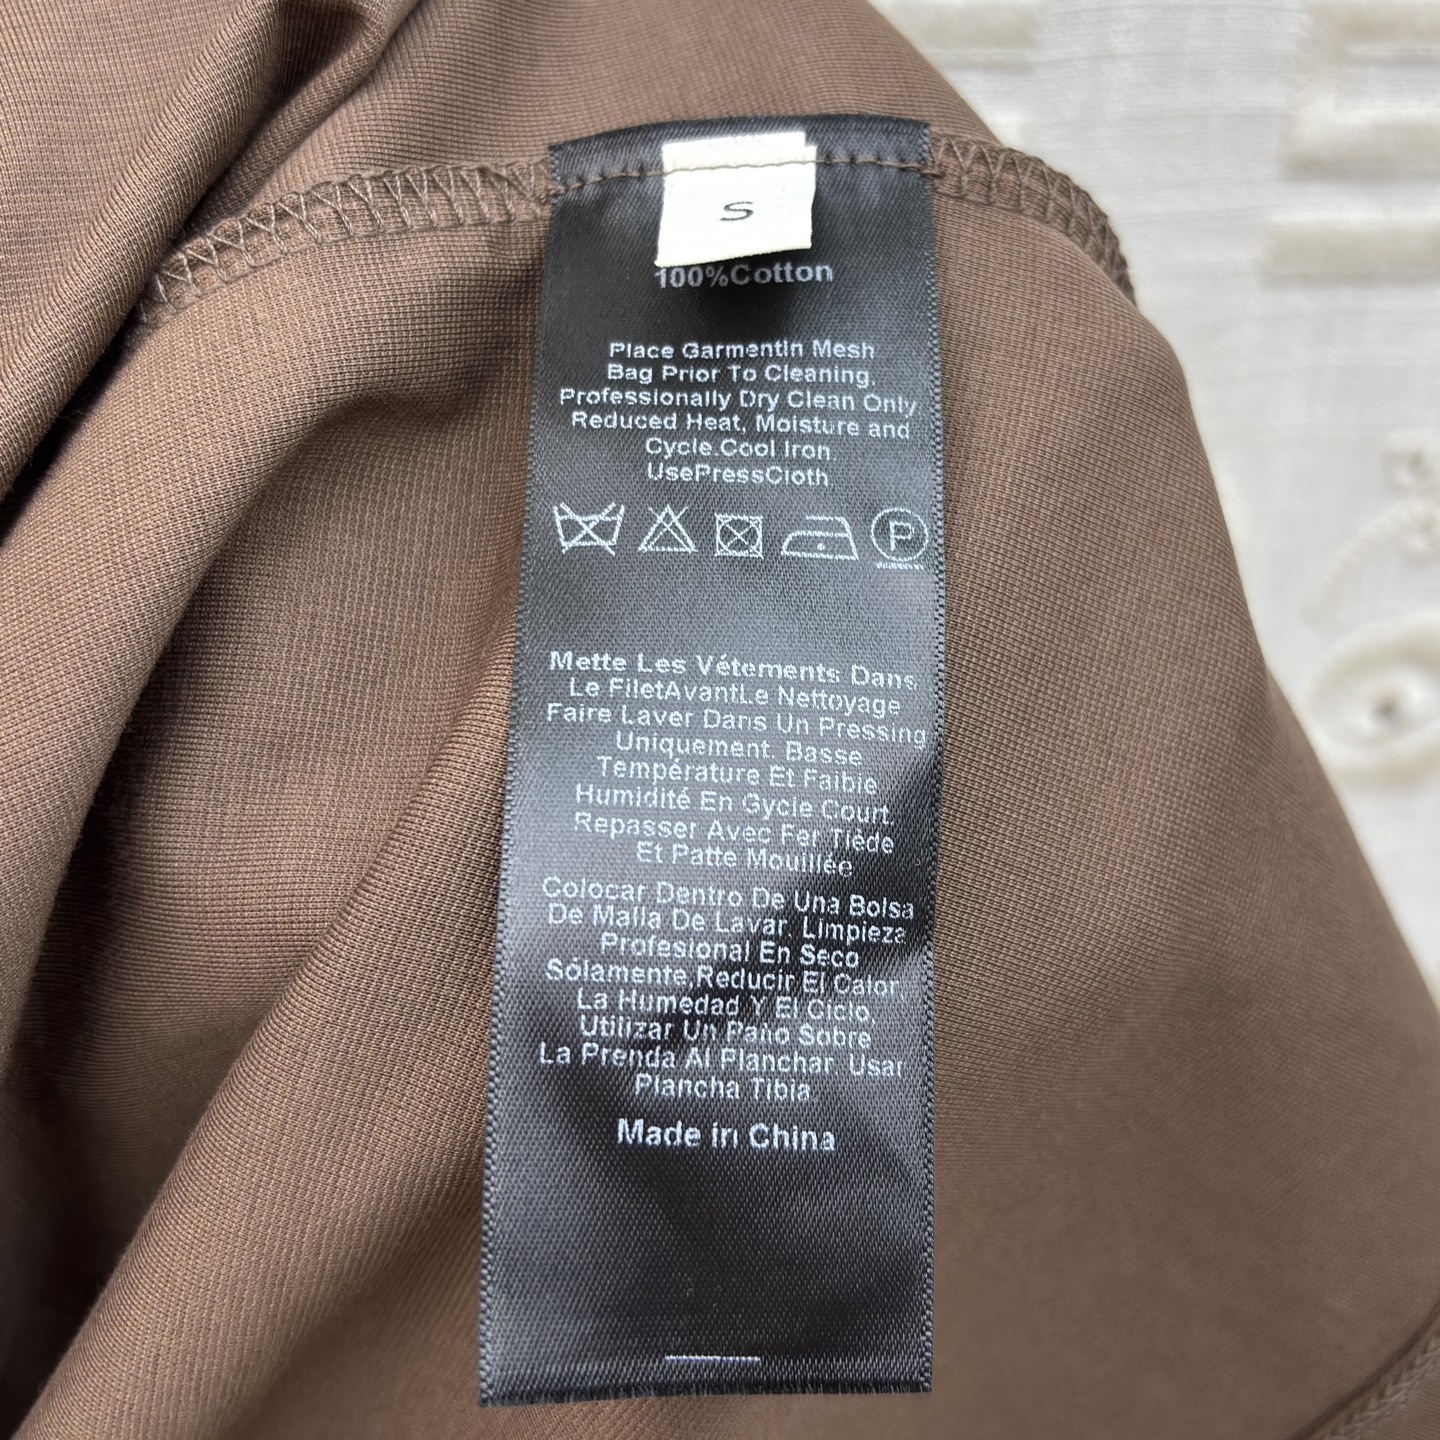 S
100%Cotton
Place GarmentIn Mesh
Bag Prior To Cleaning.
Professionally Dry Clean Only
Reduced Heat, Moisture and
Cycle.Cool Iron
UsePressCloth
P
Mette Les Vétements Dans
Le FiletAvantLe Nettoyage
Faire Laver Dans Un Pressing
Uniquement. Basse
Température Et Faibie
Humidité En Gycle Court
Repasser Avec Fer Tiède
Et Patte Mouillée
Colocar Dentro De Una Bolsa
De Malla De Lavar, Limpieza
Profesional En Seco
Sólamente,Reducir El Calor,
La Humedad Y El Ciclo,
Utilizar Un Paño Sobre
La Prenda Al Planchar Usar
Plancha Tibia
Made in China